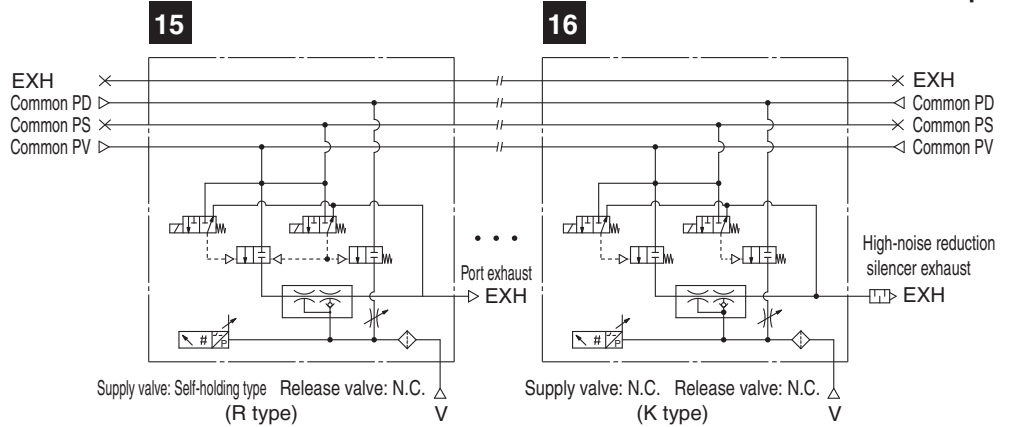 15
16
EXH
Common PD
Common PS
Common PV
EXH
Common PD
Common PS
Common PV
# P
Port exhaust
EXH
# P
High-noise reduction
silencer exhaust
EXH
Supply valve: Self-holding type Release valve: N.C.
(R type)
V
Supply valve: N.C. Release valve: N.C.
(K type)
V